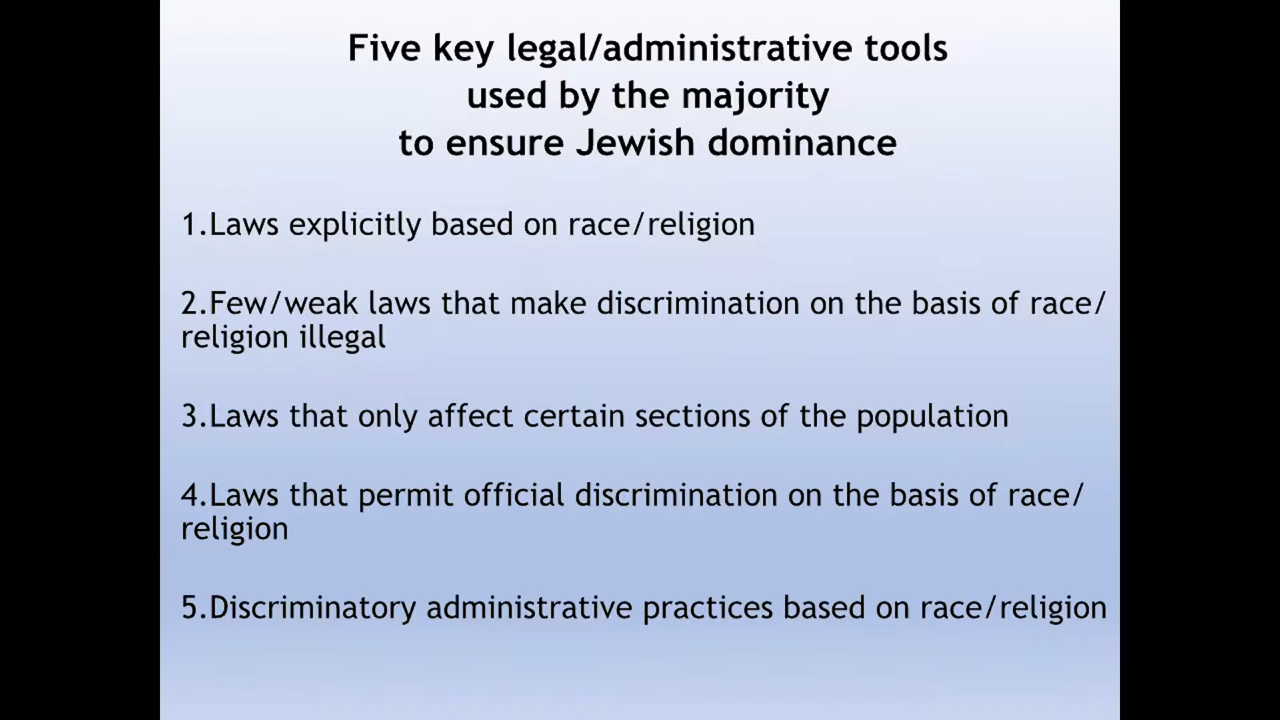 Five key legal/administrative tools
used by the majority
to ensure Jewish dominance
1.Laws explicitly based on race/religion
2.Few/weak laws that make discrimination on the basis of race/
religion illegal
3.Laws that only affect certain sections of the population
4.Laws that permit official discrimination on the basis of race/
religion
5.Discriminatory administrative practices based on race/religion